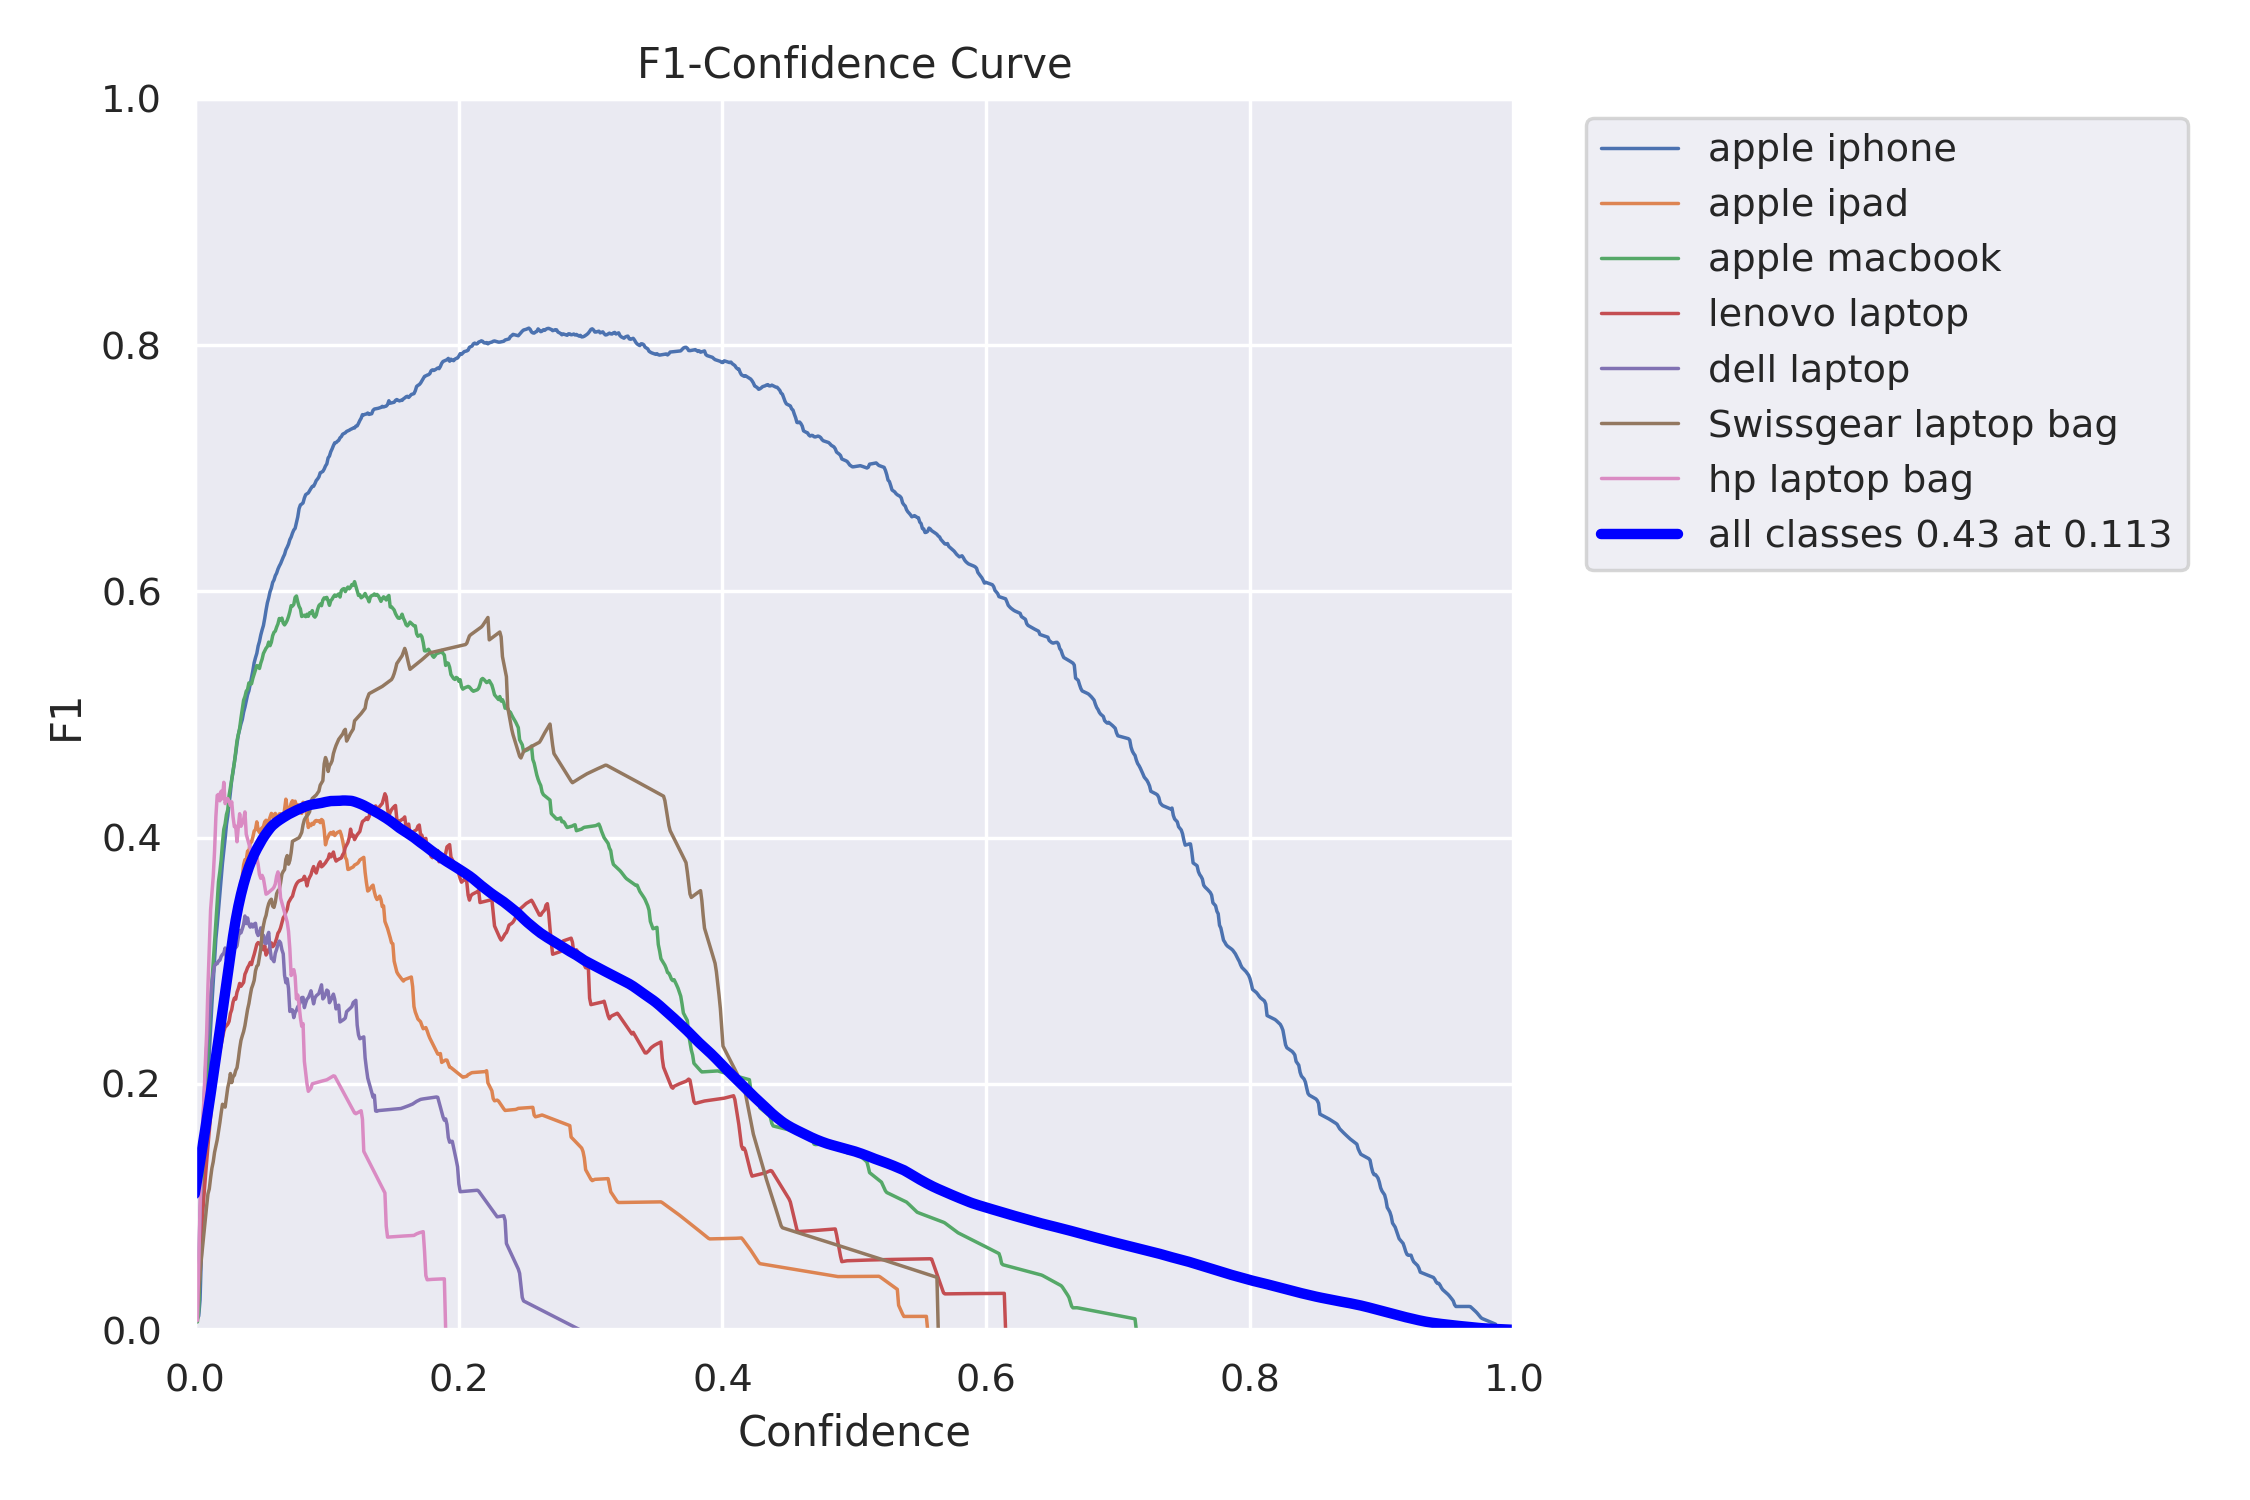 F1-Confidence Curve
1.0
0.8
0.6
0.4
0.2
0.0
F1
0.0 0.2 0.4 0.6 0.8 1.0
Confidence
apple iphone
apple ipad
apple macbook
lenovo laptop
dell laptop
Swissgear laptop bag
hp laptop bag
all classes 0.43 at 0.113